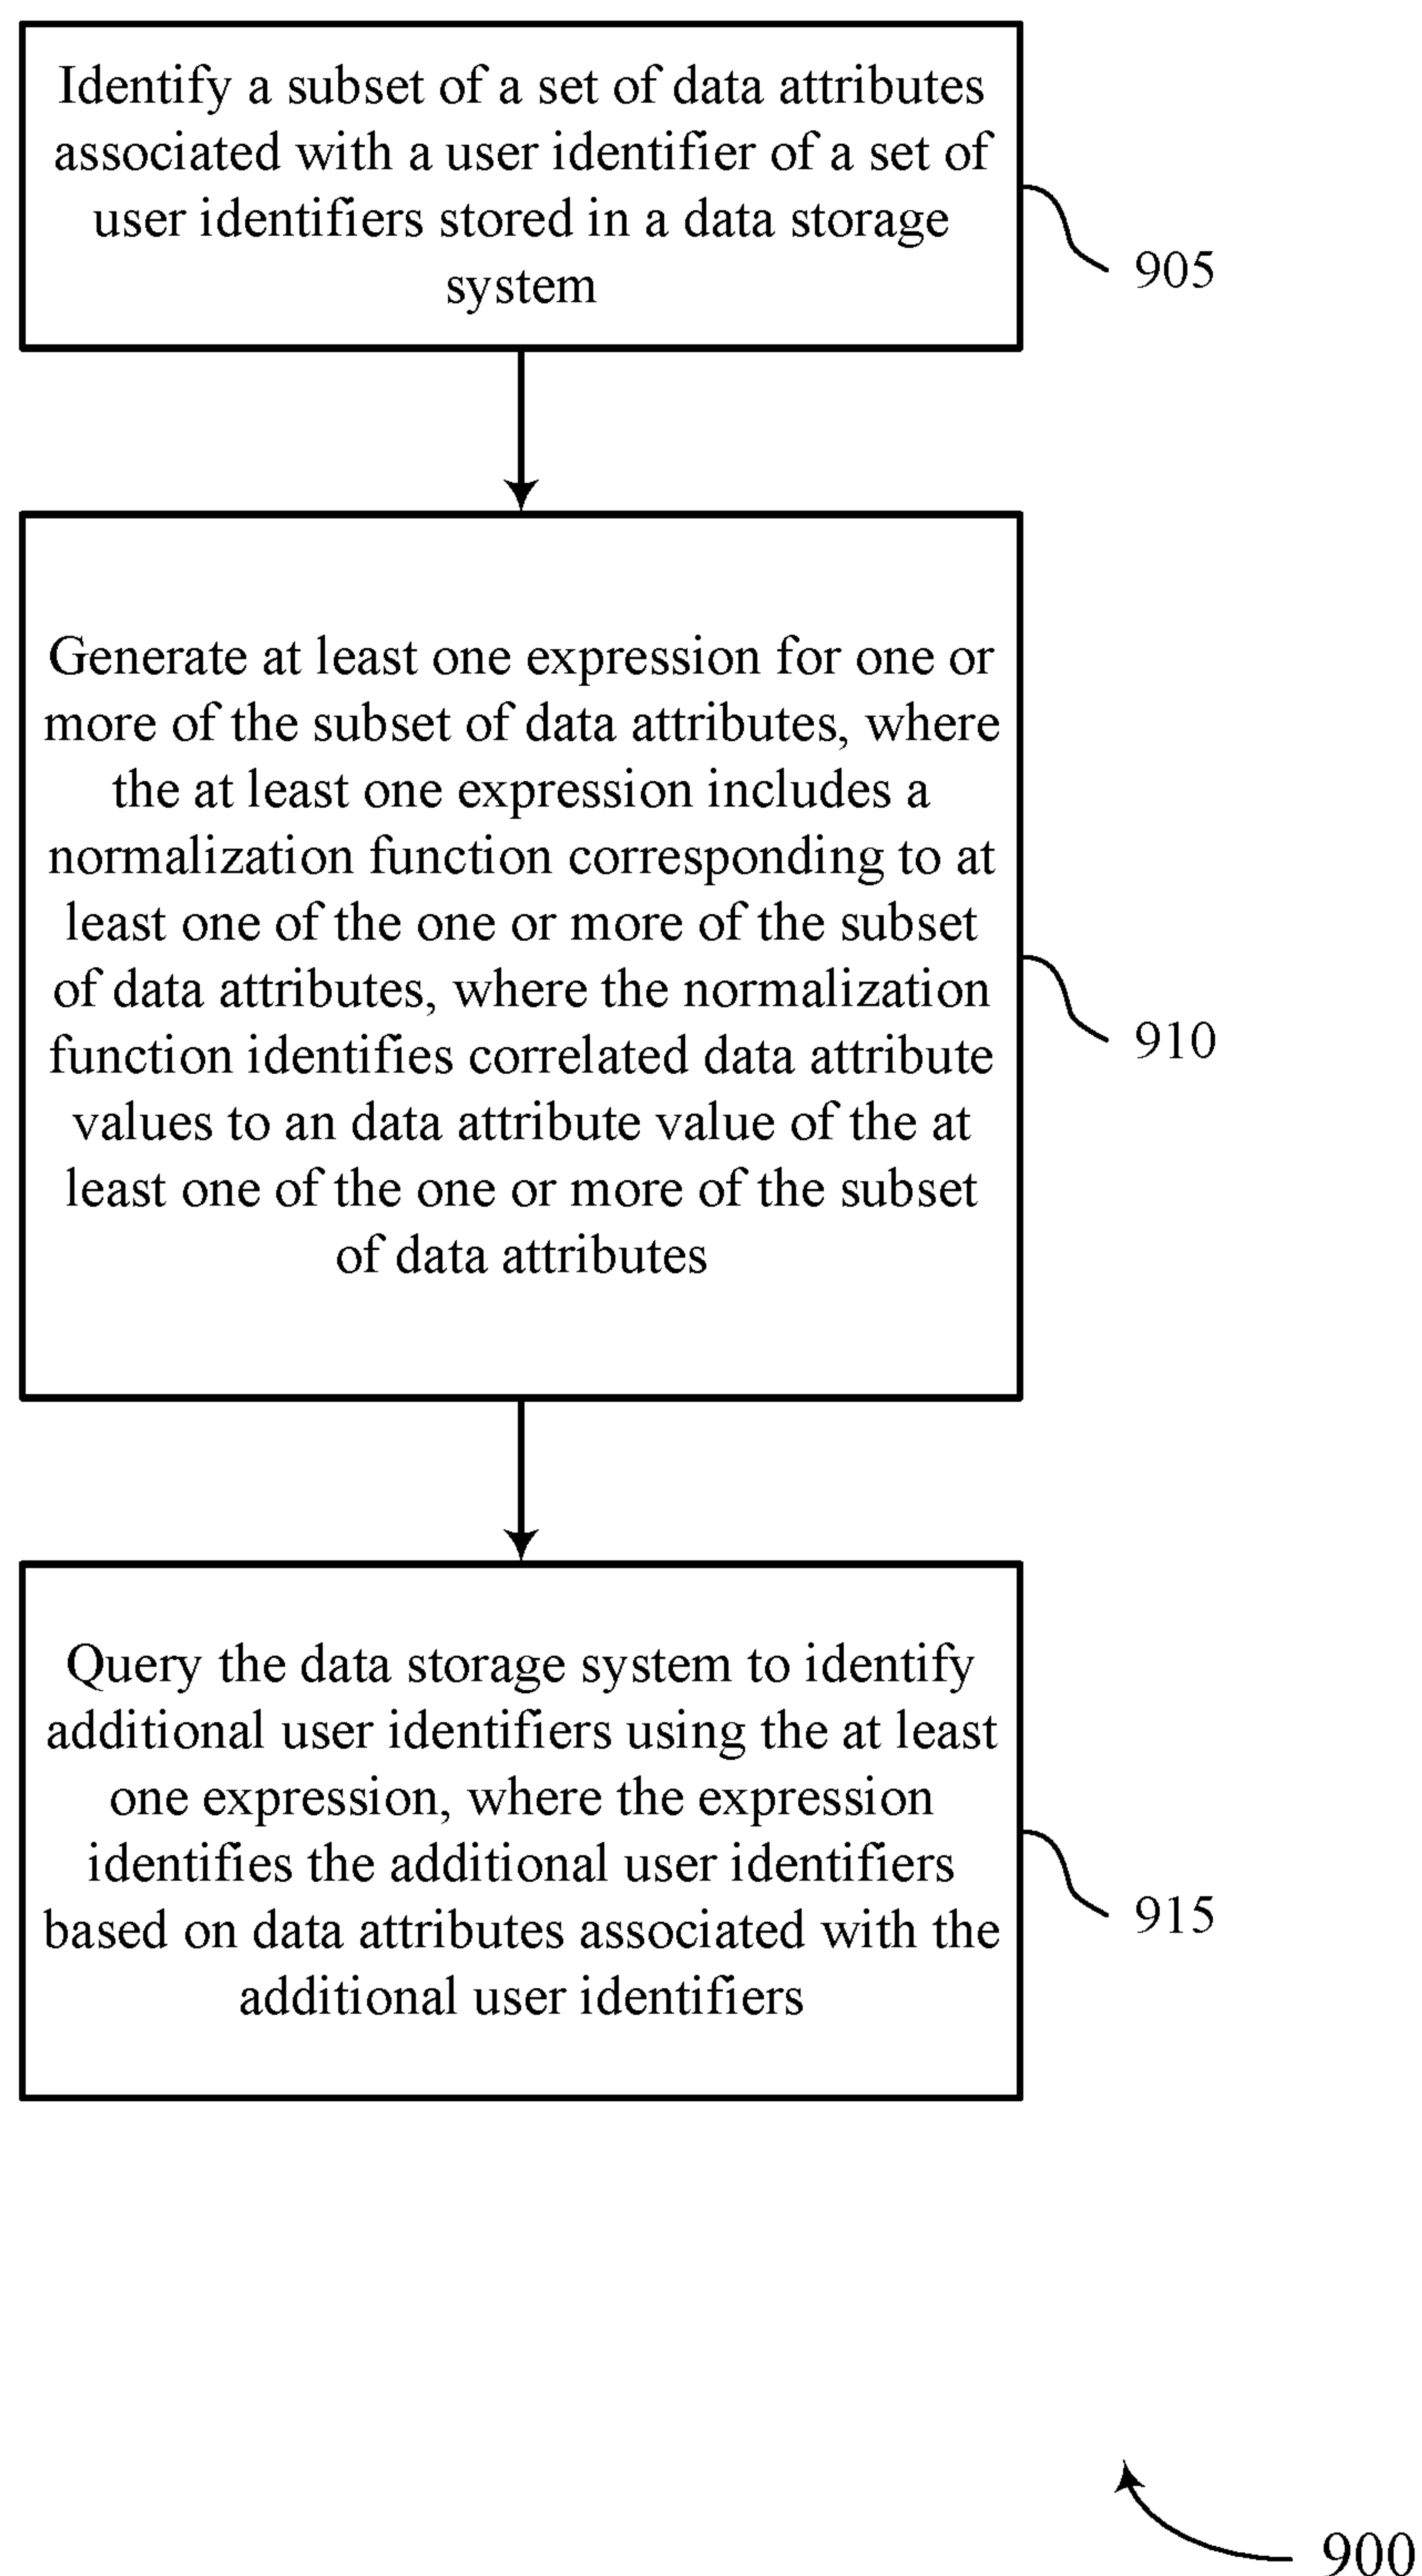 Identify a subset of a set of data attributes
associated with a user identifier of a set of
user identifiers stored in a data storage
system
905
Generate at least one expression for one or
more of the subset of data attributes, where
the at least one expression includes a
normalization function corresponding to at
least one of the one or more of the subset
of data attributes, where the normalization
function identifies correlated data attribute
values to an data attribute value of the at
least one of the one or more of the subset
of data attributes
910
Query the data storage system to identify
additional user identifiers using the at least
one expression, where the expression
identifies the additional user identifiers
based on data attributes associated with the
additional user identifiers
915
900